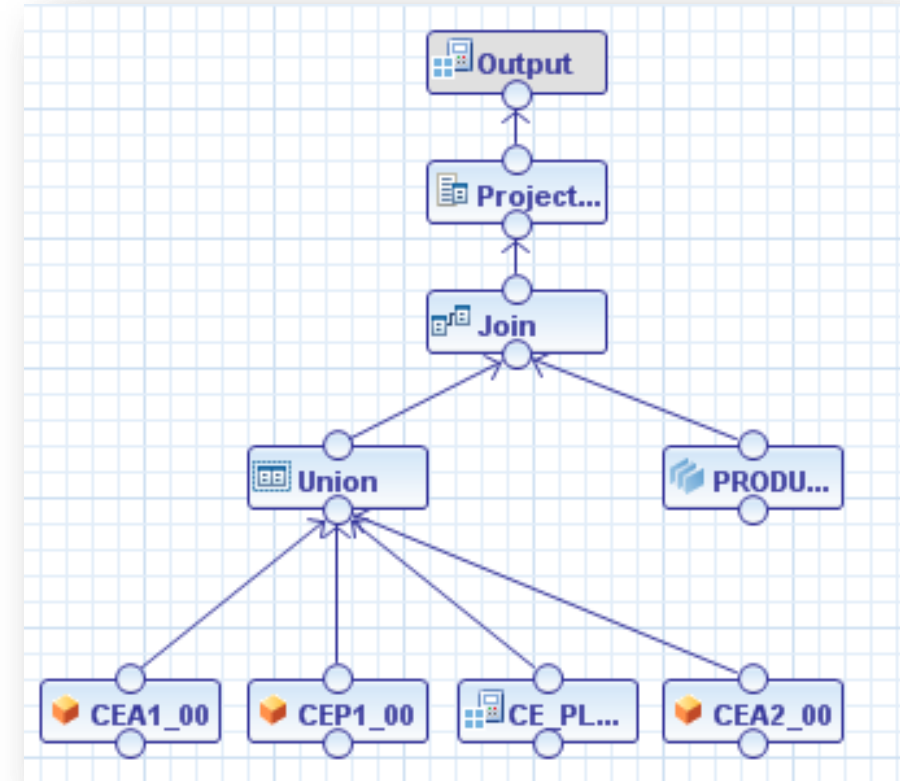 Output
Project...
Join
Union
PRODU...
CEA1_00
CEP1_00
CE_PL...
CEA2_00